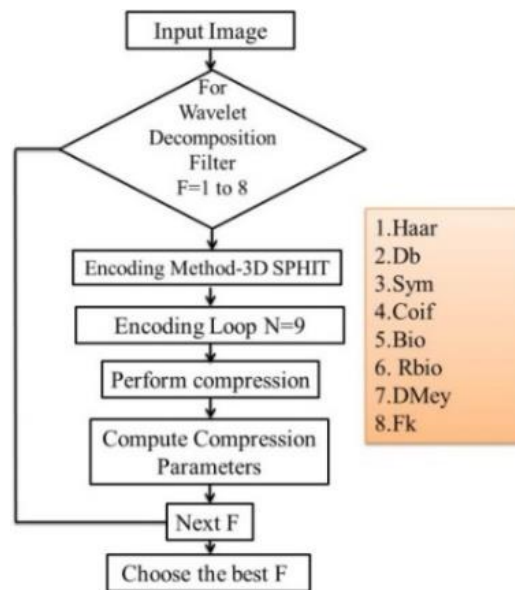 Input Image
For
Wavelet
Decomposition
Filter
F=1 to 8
Encoding Method-3D SPHIT
Encoding Loop N=9
Perform compression
Compute Compression
Parameters
Next F
Choose the best F
1.Haar
2.Db
3.Sym
4.Coif
5.Bio
6. Rbio
7.DMey
8.Fk